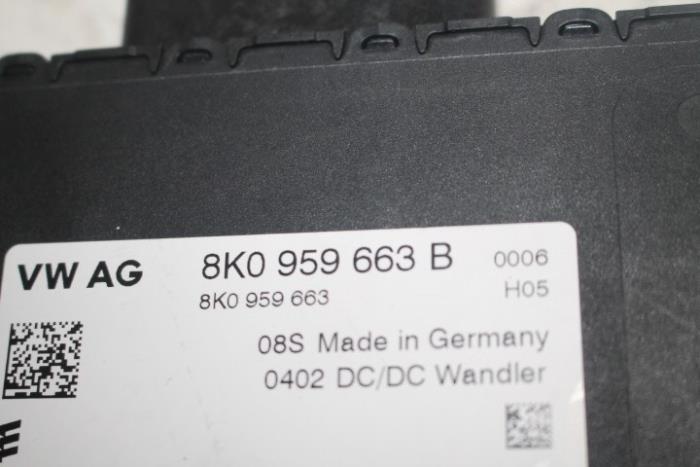 VW AG 8K0 959 663 B 0006
8K0 959 663 H05
08S Made in Germany
0402 DC/DC Wandler